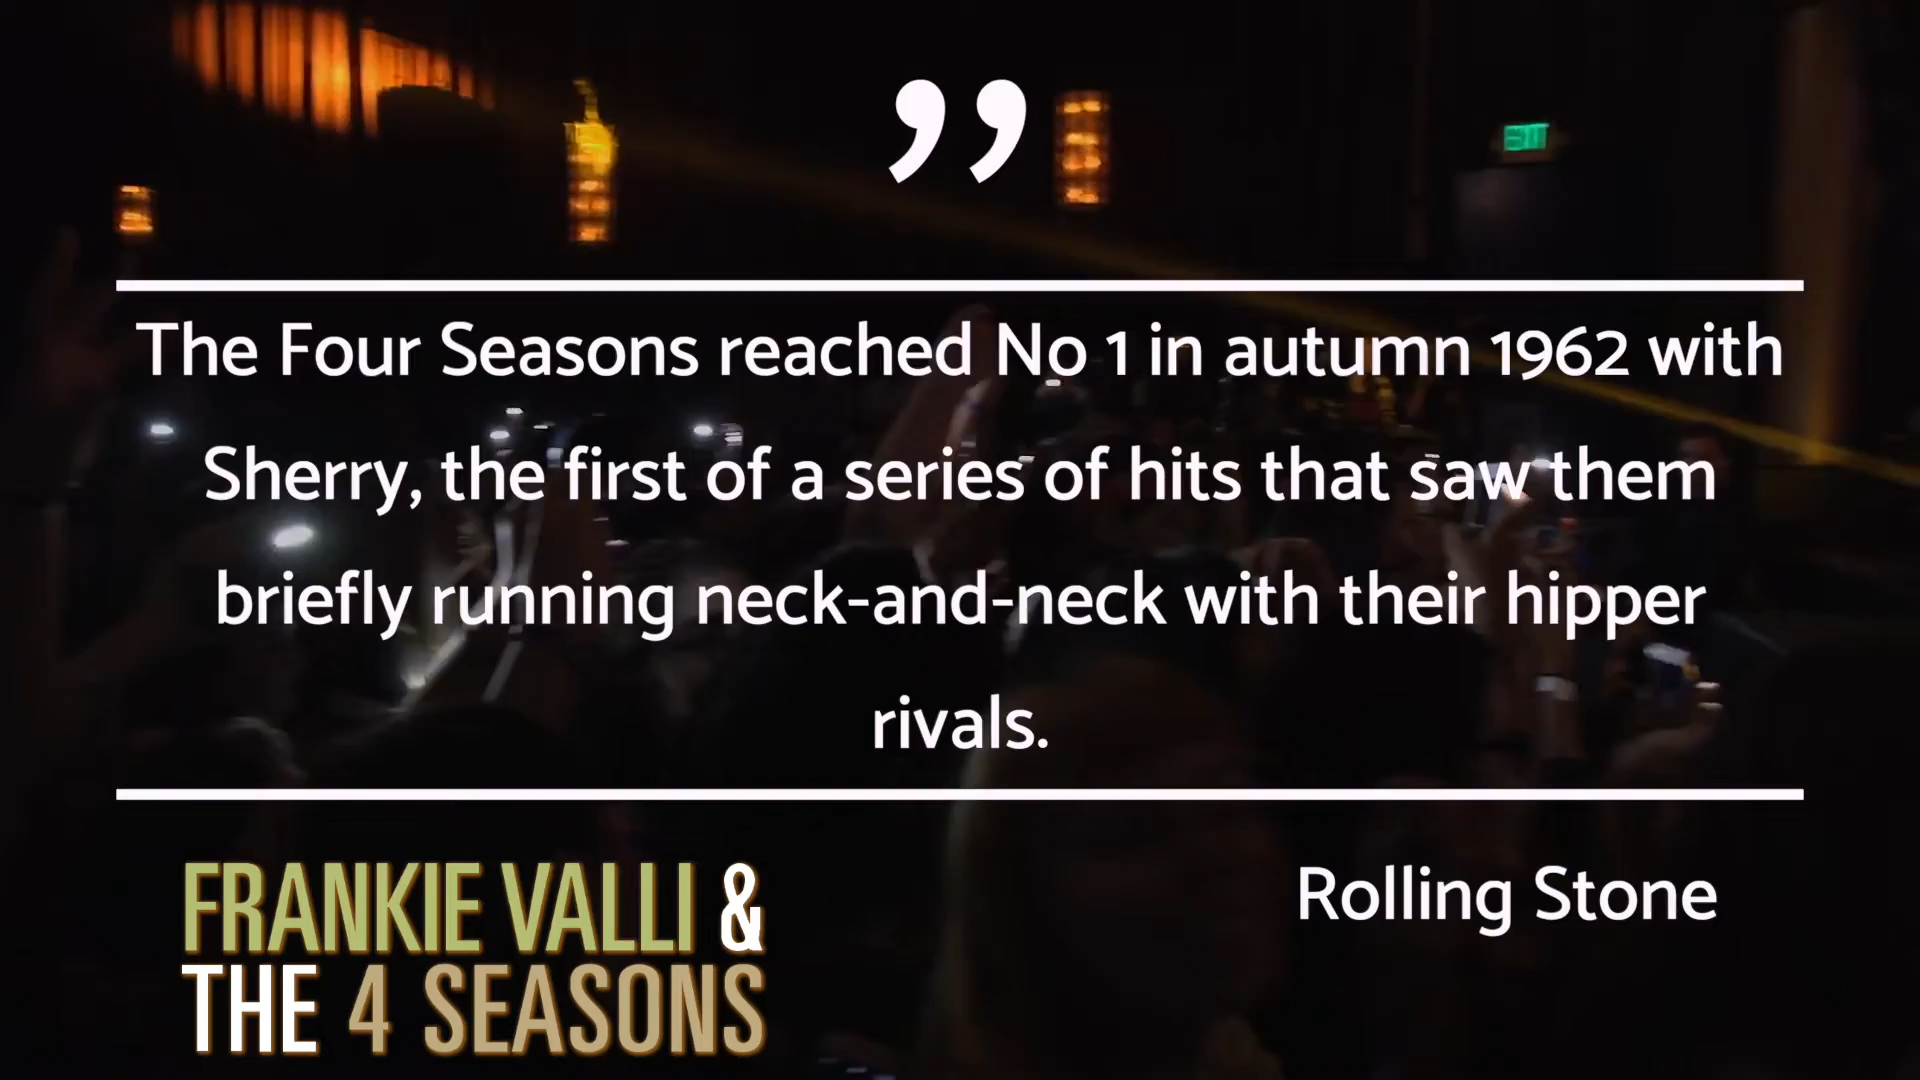 ”
The Four Seasons reached No 1 in autumn 1962 with
Sherry, the first of a series of hits that saw them
briefly running neck-and-neck with their hipper
rivals.
Rolling Stone
FRANKIE VALLI &
THE 4 SEASONS
EXIT